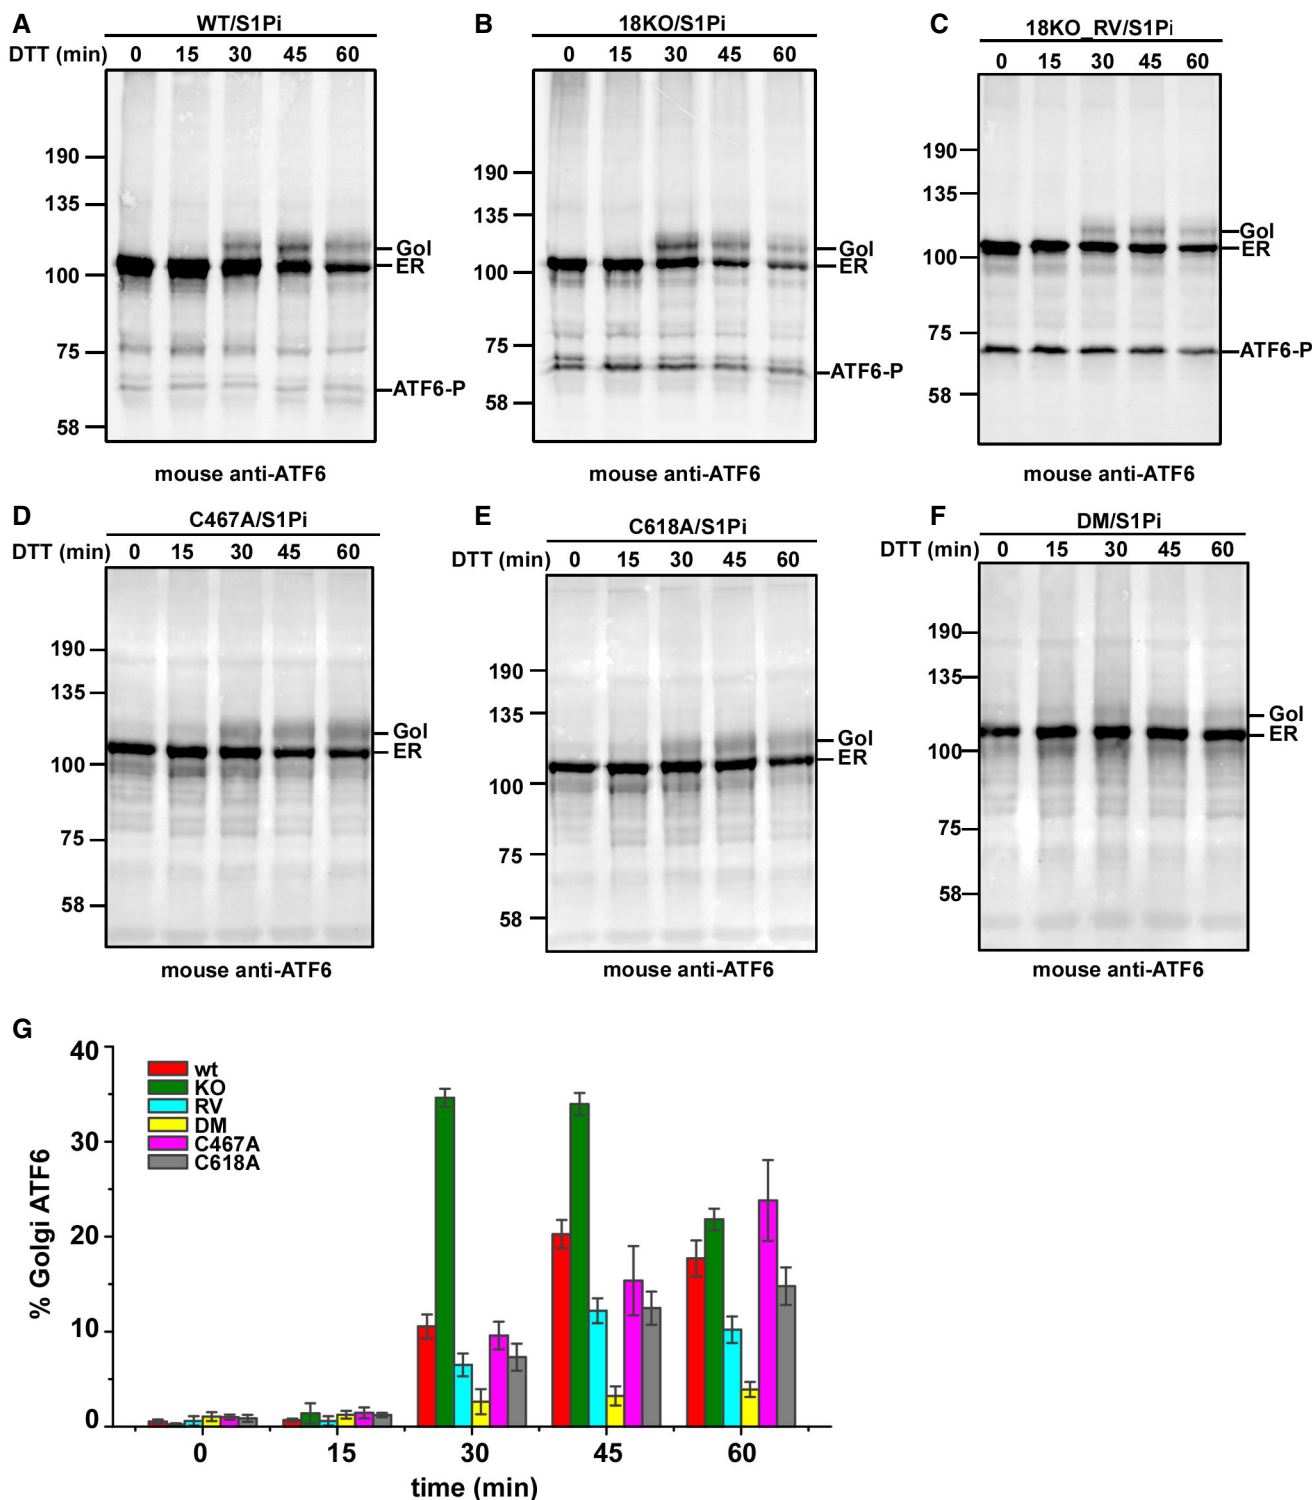 A
WT/S1Pi
DTT (min) 0 15 30 45 60
190
135
100
75
58
Gol
ER
ATF6-P
mouse anti-ATF6
B
18KO/S1Pi
0 15 30 45 60
190
135
100
75
58
Gol
ER
ATF6-P
mouse anti-ATF6
C
18KO_RV/S1Pi
0 15 30 45 60
190
135
100
75
58
Gol
ER
ATF6-P
mouse anti-ATF6
D
C467A/S1Pi
DTT (min) 0 15 30 45 60
190
135
100
75
58
Gol
ER
mouse anti-ATF6
E
C618A/S1Pi
DTT (min) 0 15 30 45 60
190
135
100
75
58
Gol
ER
mouse anti-ATF6
F
DM/S1Pi
DTT (min) 0 15 30 45 60
190
135
100
75
58
Gol
ER
mouse anti-ATF6
G
% Golgi ATF6
40
30
20
10
0
wt
KO
RV
DM
C467A
C618A
0 15 30 45 60
time (min)